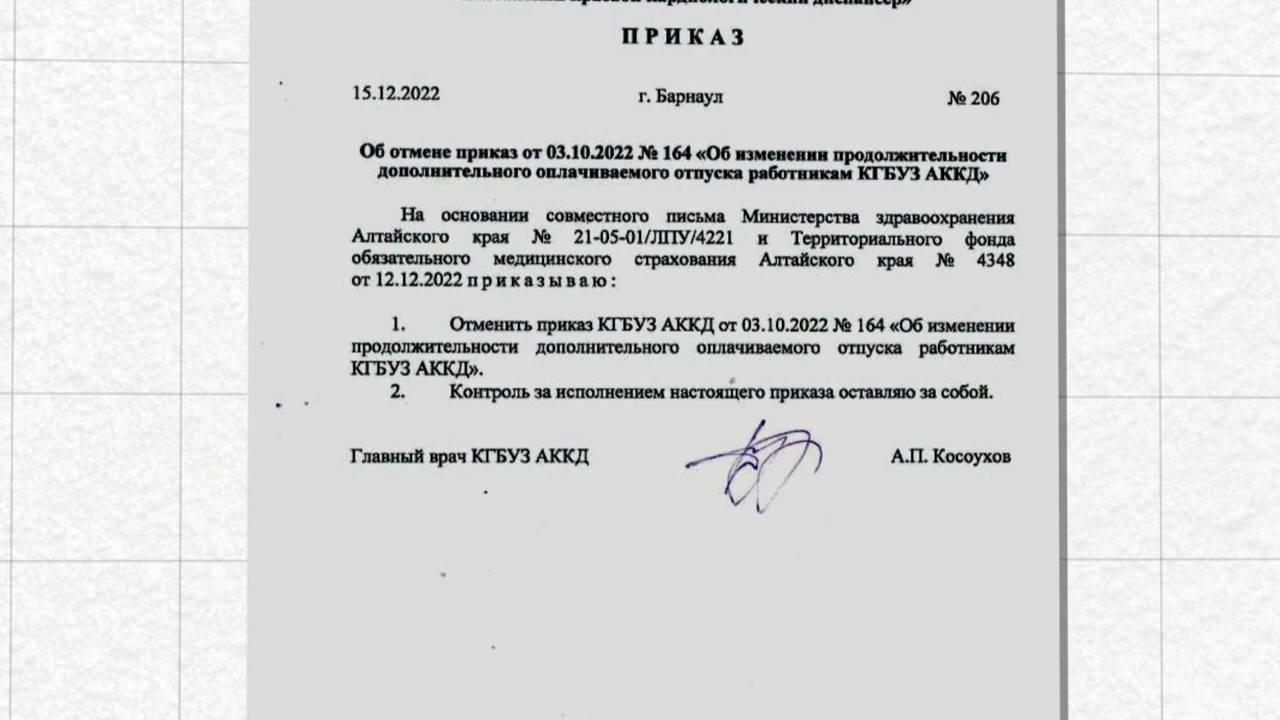 диспансер»
П Р И К А З
15.12.2022 г. Барнаул № 206
Об отмене приказ от 03.10.2022 № 164 «Об изменении продолжительности
дополнительного оплачиваемого отпуска работникам КГБУЗ АККД»
На основании совместного письма Министерства здравоохранения
Алтайского края № 21-05-01/ЛПУ/4221 и Территориального фонда
обязательного медицинского страхования Алтайского края № 4348
от 12.12.2022 п р и к а з ы в а ю :
1. Отменить приказ КГБУЗ АККД от 03.10.2022 № 164 «Об изменении
продолжительности дополнительного оплачиваемого отпуска работникам
КГБУЗ АККД».
2. Контроль за исполнением настоящего приказа оставляю за собой.
Главный врач КГБУЗ АККД А.П. Косоухов